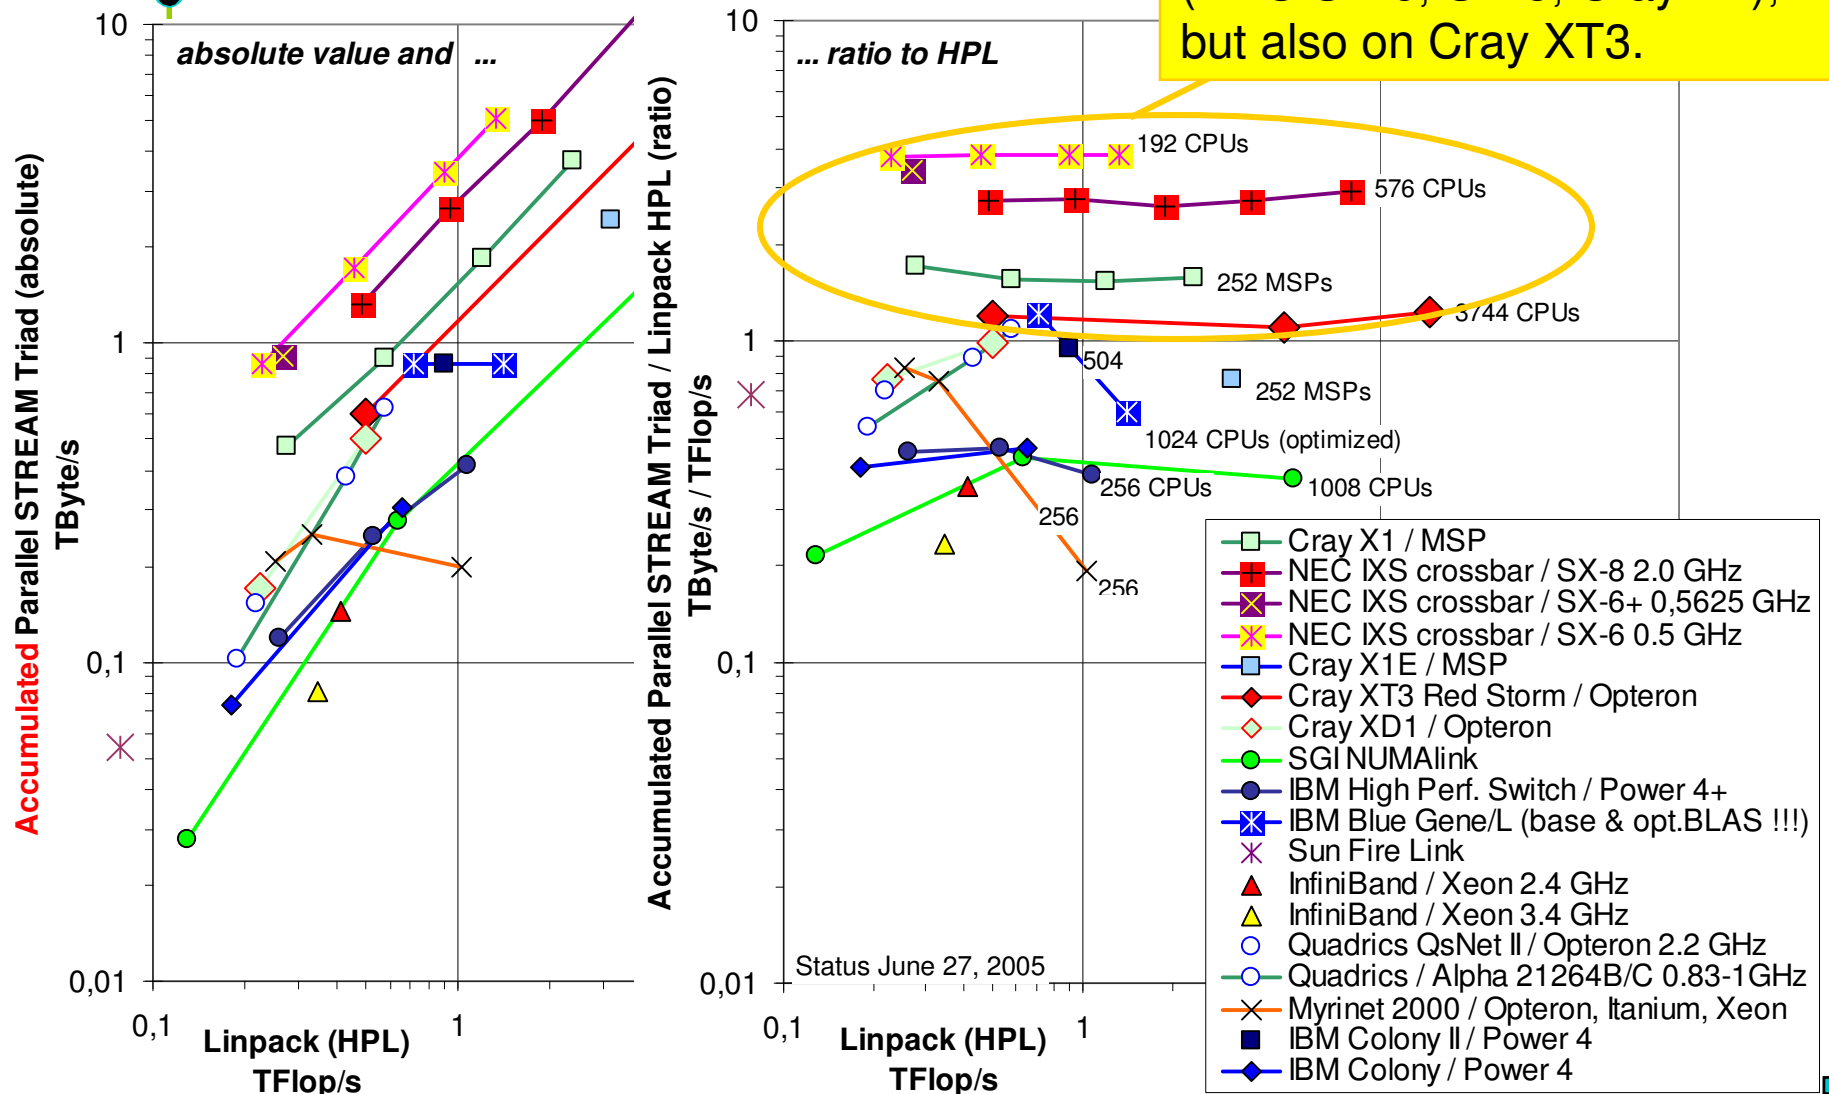 but also on Cray XT3.
absolute value and ...
... ratio to HPL
Accumulated Parallel STREAM Triad (absolute)
TByte/s
10
1
0,1
0,01
0,1
1
Linpack (HPL)
TFlop/s
Accumulated Parallel STREAM Triad / Linpack HPL (ratio)
TByte/s / TFlop/s
10
1
0,1
0,01
0,1
1
Linpack (HPL)
TFlop/s
192 CPUs
576 CPUs
252 MSPs
3744 CPUs
504
252 MSPs
1024 CPUs (optimized)
256 CPUs
1008 CPUs
256
256
Status June 27, 2005
Cray X1 / MSP
NEC IXS crossbar / SX-8 2.0 GHz
NEC IXS crossbar / SX-6+ 0,5625 GHz
NEC IXS crossbar / SX-6 0.5 GHz
Cray X1E / MSP
Cray XT3 Red Storm / Opteron
Cray XD1 / Opteron
SGI NUMAlink
IBM High Perf. Switch / Power 4+
IBM Blue Gene/L (base & opt.BLAS !!!)
Sun Fire Link
InfiniBand / Xeon 2.4 GHz
InfiniBand / Xeon 3.4 GHz
Quadrics QsNet II / Opteron 2.2 GHz
Quadrics / Alpha 21264B/C 0.83-1GHz
Myrinet 2000 / Opteron, Itanium, Xeon
IBM Colony II / Power 4
IBM Colony / Power 4